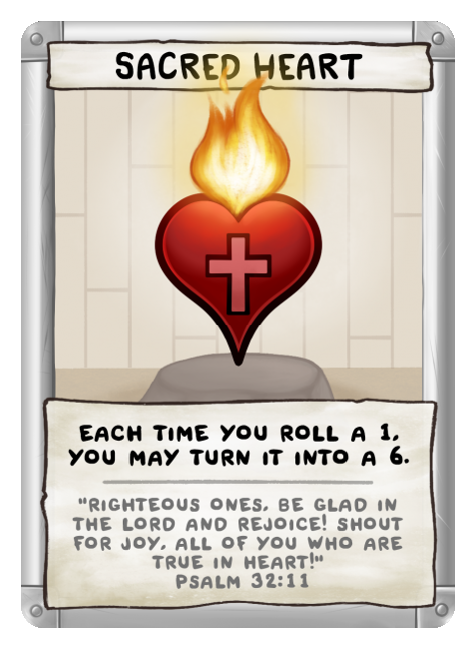 SACRED HEART
EACH TIME YOU ROLL A 1,
YOU MAY TURN IT INTO A 6.
"RIGHTEOUS ONES, BE GLAD IN
THE LORD AND REJOICE! SHOUT
FOR JOY, ALL OF YOU WHO ARE
TRUE IN HEART!"
PSALM 32:11